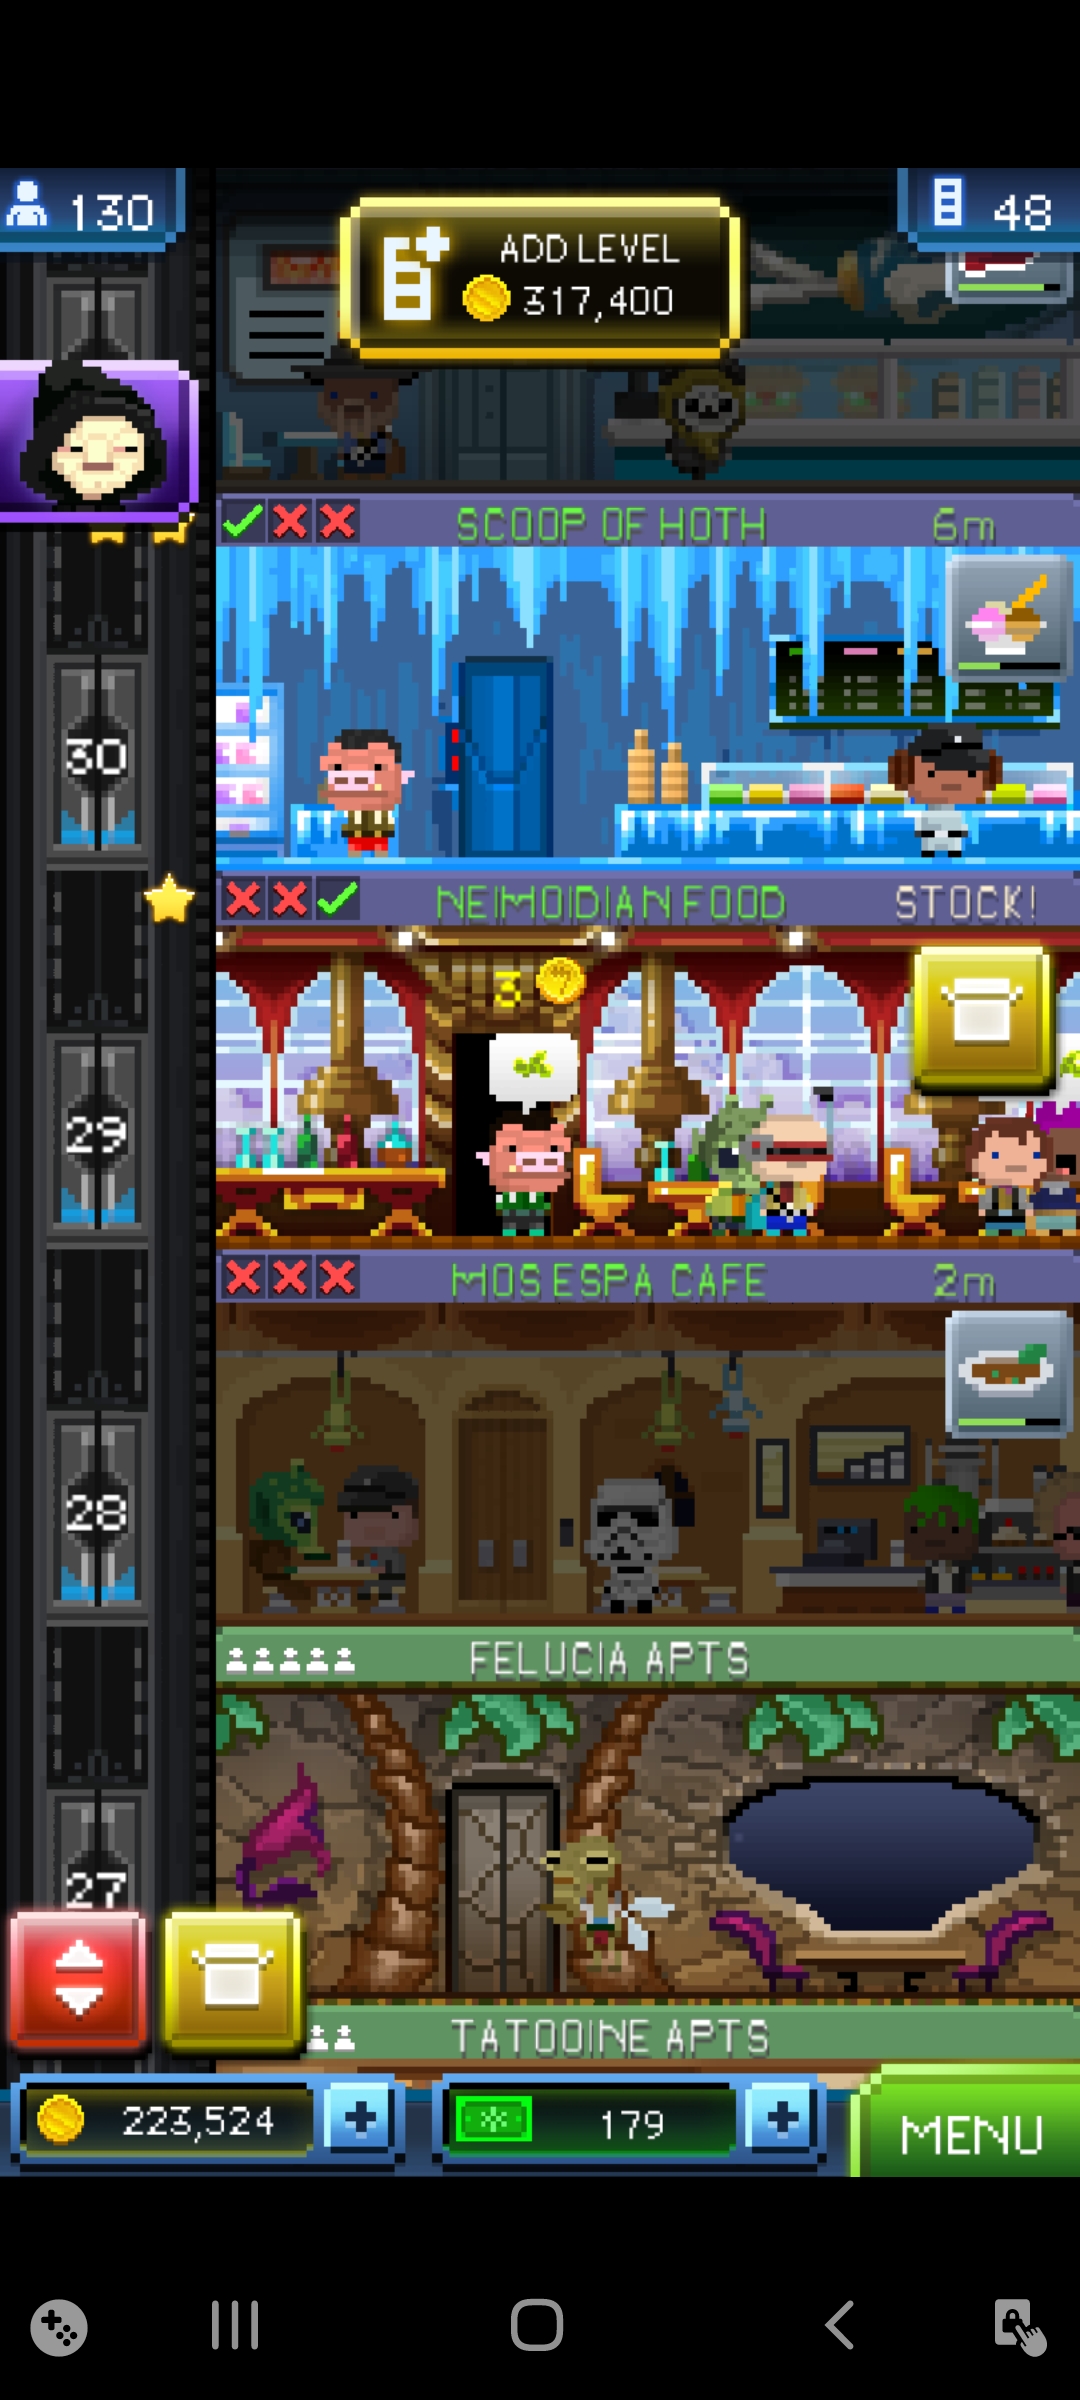 130
48
ADD LEVEL
317,400
SCOOP OF HOTH
6m
30
NEIMOIDIAN FOOD
STOCK!
3
29
MOS ESPA CAFE
2m
28
FELUCIA APTS
27
TATOOINE APTS
223,524
179
MENU